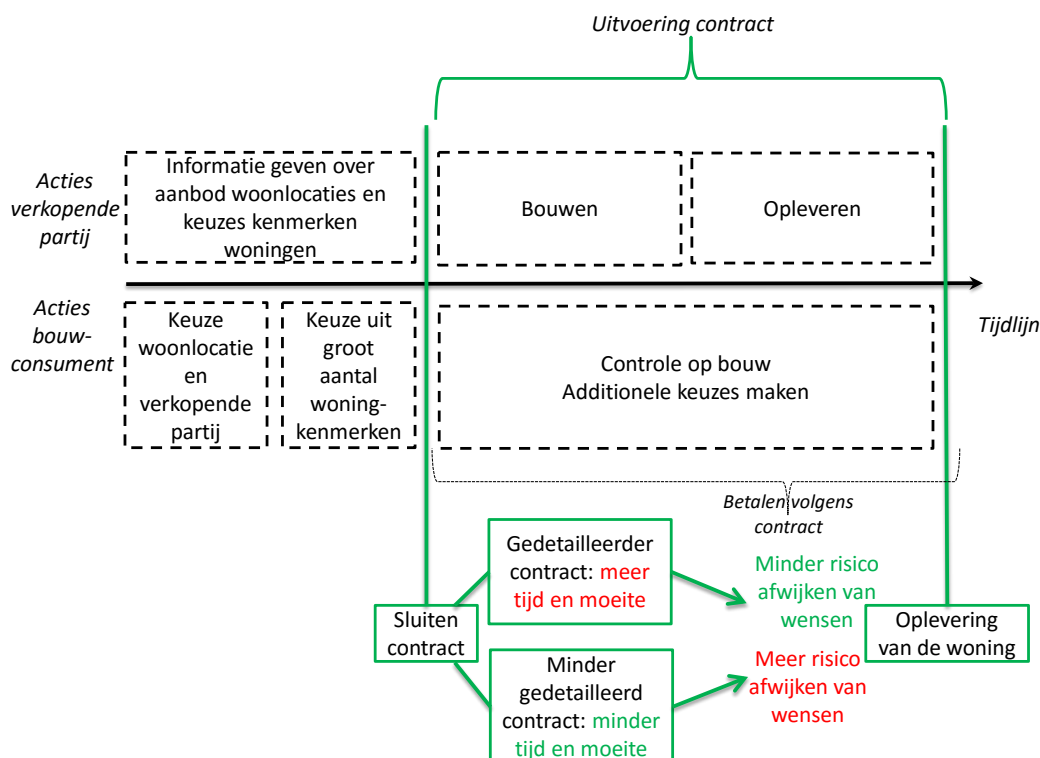 Uitvoering contract
Acties
verkopende
partij
Informatie geven over
aanbod woonlocaties en
keuzes kenmerken
woningen
Bouwen
Opleveren
Tijdlijn
Acties
bouw-
consument
Keuze
woonlocatie
en
verkopende
partij
Keuze uit
groot
aantal
woning-
kenmerken
Controle op bouw
Additionele keuzes maken
Betalen volgens
contract
Sluiten
contract
Gedetailleerder
contract: meer
tijd en moeite
Minder risico
afwijken van
wensen
Minder
gedetailleerd
contract: minder
tijd en moeite
Meer risico
afwijken van
wensen
Oplevering
van de woning